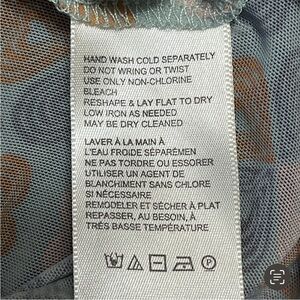 HAND WASH COLD SEPARATELY
DO NOT WRING OR TWIST
USE ONLY NON-CHLORINE
BLEACH
RESHAPE & LAY FLAT TO DRY
LOW IRON AS NEEDED
MAY BE DRY CLEANED
LAVER À LA MAIN À
L'EAU FROIDE SÉPARÉMEN
NE PAS TORDRE OU ESSORER
UTILISER UN AGENT DE
BLANCHIMENT SANS CHLORE
SI NÉCESSAIRE
REMODELER ET SÉCHER À PLAT
REPASSER, AU BESOIN, À
TRÈS BASSE TEMPÉRATURE
P